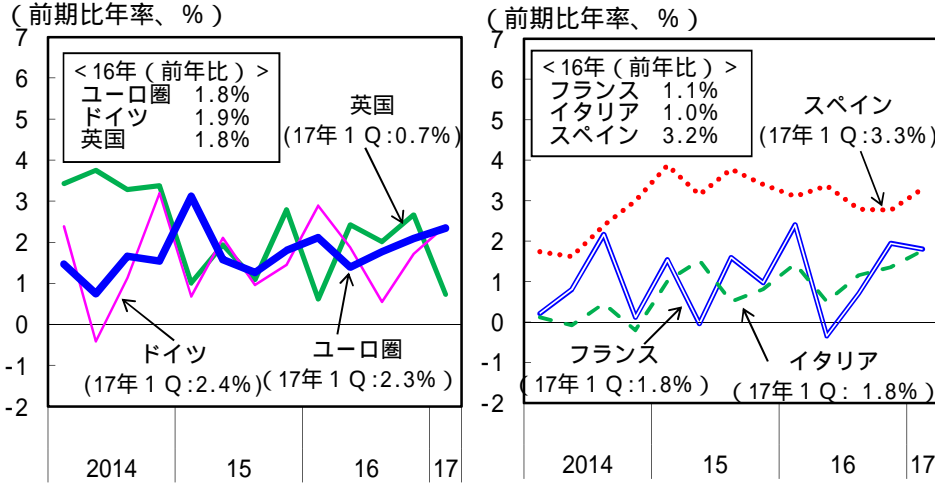 (前期比年率、%)
7
6
5
4
3
2
1
0
-1
-2
<16年(前年比)>
ユーロ圏 1.8%
ドイツ 1.9%
英国 1.8%
英国
(17年1Q:0.7%)
ドイツ
(17年1Q:2.4%)
ユーロ圏
(17年1Q:2.3%)
2014 15 16 17
(前期比年率、%)
7
6
5
4
3
2
1
0
-1
-2
<16年(前年比)>
フランス 1.1%
イタリア 1.0%
スペイン 3.2%
スペイン
(17年1Q:3.3%)
フランス
(17年1Q:1.8%)
イタリア
(17年1Q: 1.8%)
2014 15 16 17